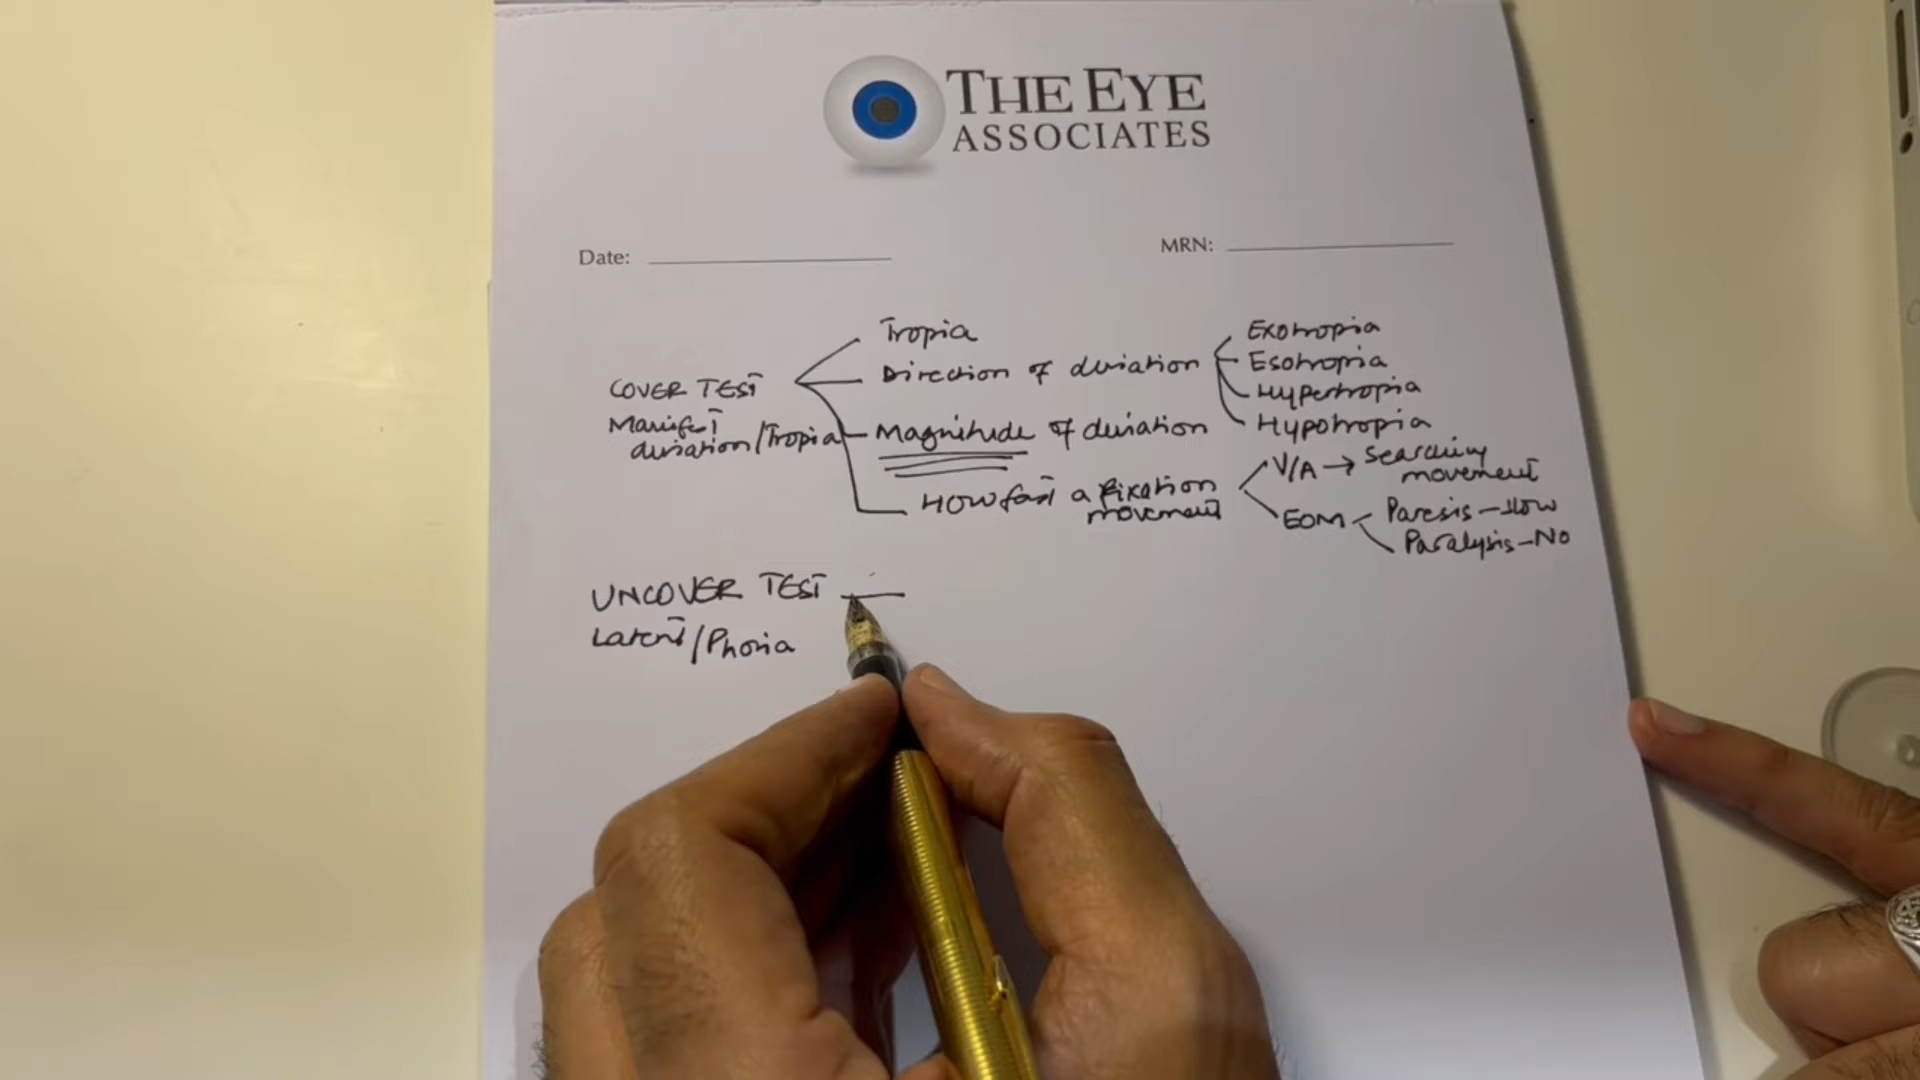 THE EYE
ASSOCIATES
Date:
MRN:
Tropia
Direction of deviation
Exotropia
Esotropia
Hypertropia
Hypotropia
COVER TEST
Manifest
deviation/Tropia
Magnitude of deviation
How fast a fixation
movement
V/A → Searching
movement
EOM
Paresis - slow
Paralysis - No
UNCOVER TEST
Latent/Phoria